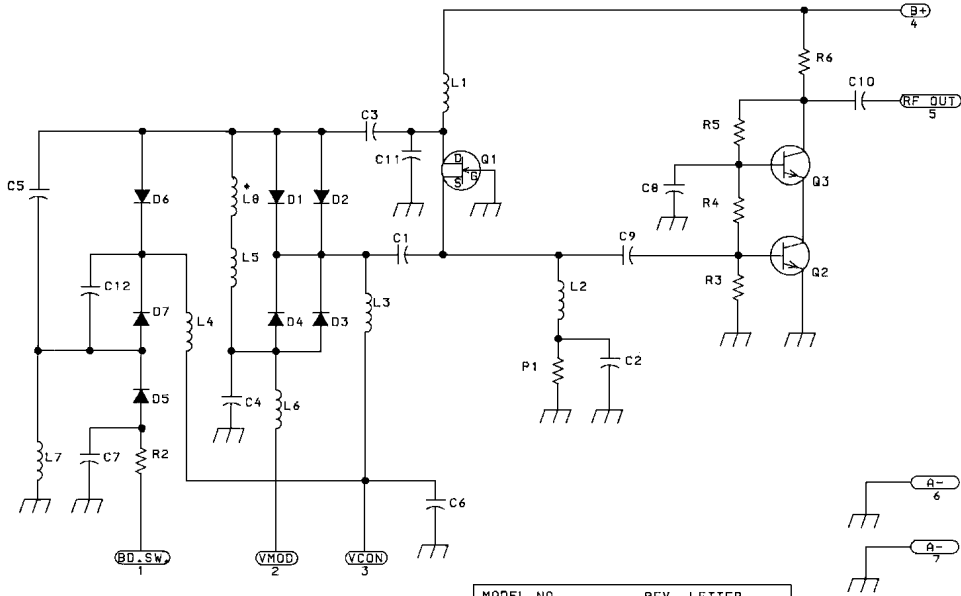 B+
4
R6
C10
RF OUT
5
L1
C3
C11
D
S
G
Q1
R5
C8
Q3
R4
C5
D6
*
L8
D1
D2
C1
C9
Q2
R3
C12
L5
D7
L4
D4
D3
L3
L2
P1
C2
D5
C4
L6
L7
C7
R2
C6
BD.SW.
1
VMOD
2
VCON
3
A-
6
A-
7
MODEL NO. REV. LETTER